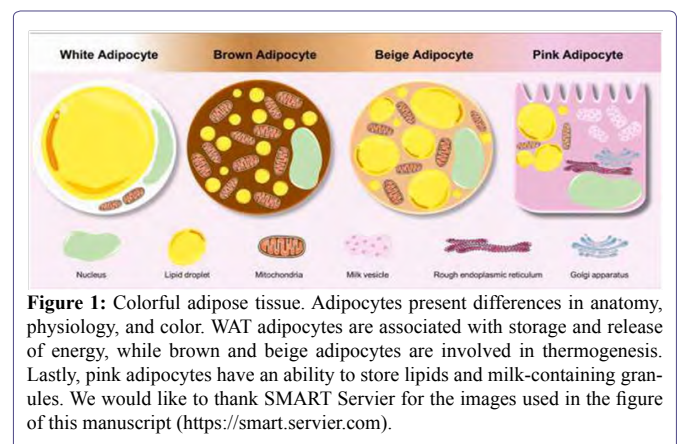 White Adipocyte Brown Adipocyte Beige Adipocyte Pink Adipocyte
Nucleus Lipid droplet Mitochondria Milk vesicle Rough endoplasmic reticulum Golgi apparatus
Figure 1: Colorful adipose tissue. Adipocytes present differences in anatomy,
physiology, and color. WAT adipocytes are associated with storage and release
of energy, while brown and beige adipocytes are involved in thermogenesis.
Lastly, pink adipocytes have an ability to store lipids and milk-containing gran-
ules. We would like to thank SMART Servier for the images used in the figure
of this manuscript (https://smart.servier.com).